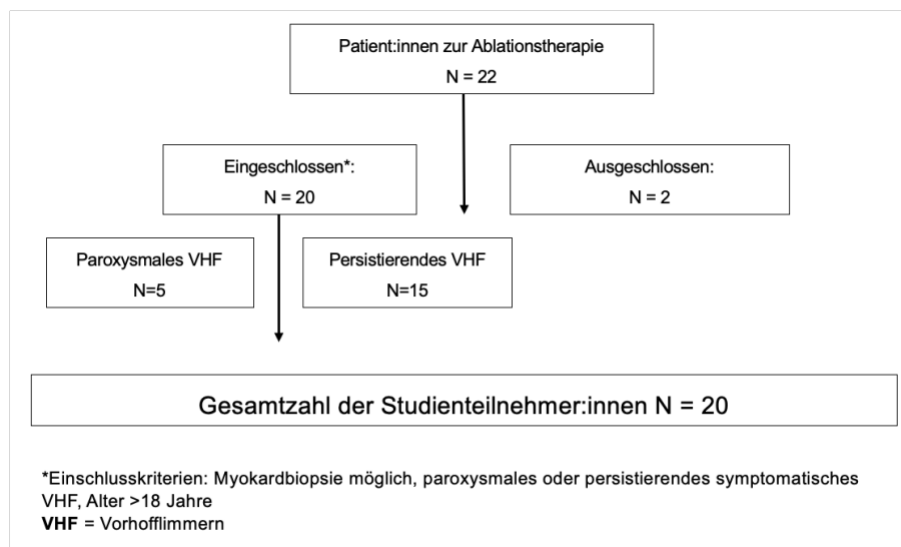 Patient:innen zur Ablationstherapie
N = 22
Eingeschlossen*:
N = 20
Ausgeschlossen:
N = 2
Paroxysmales VHF
N=5
Persistierendes VHF
N=15
Gesamtzahl der Studienteilnehmer:innen N = 20
*Einschlusskriterien: Myokardbiopsie möglich, paroxysmales oder persistierendes symptomatisches
VHF, Alter >18 Jahre
VHF = Vorhofflimmern